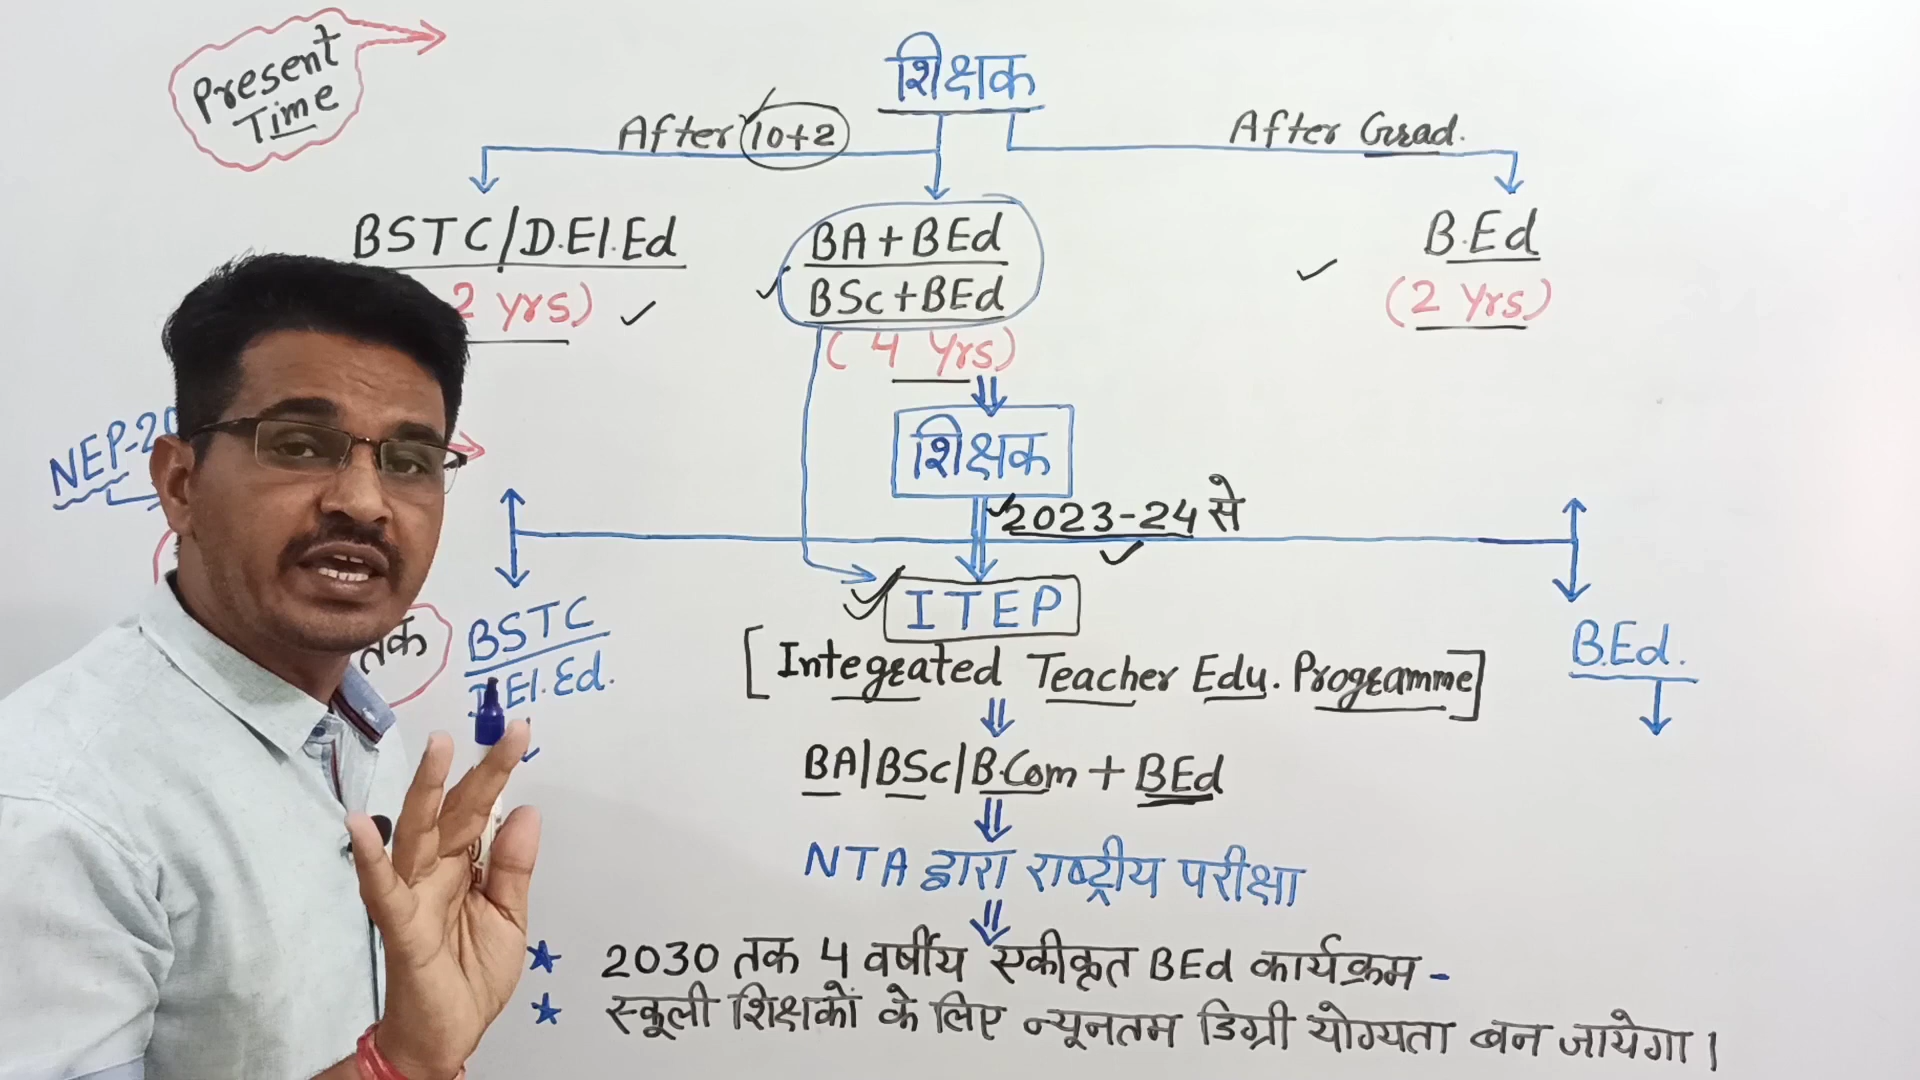 Present
Time
शिक्षक
After 10+2
After Grad.
BSTC/D.El.Ed
BA+BEd
BSc+BEd
B.Ed
2 yrs)
(4 Yrs)
(2 Yrs)
शिक्षक
NEP-20
2023-24 से
ITEP
BSTC
El.Ed.
तक
B.Ed.
[Integrated Teacher Edu. Programme]
BA|BSc|B.Com + BEd
NTA द्वारा राष्ट्रीय परीक्षा
★ 2030 तक 4 वर्षीय एकीकृत BEd कार्यक्रम -
★ स्कूली शिक्षकों के लिए न्यूनतम डिग्री योग्यता बन जायेगा।